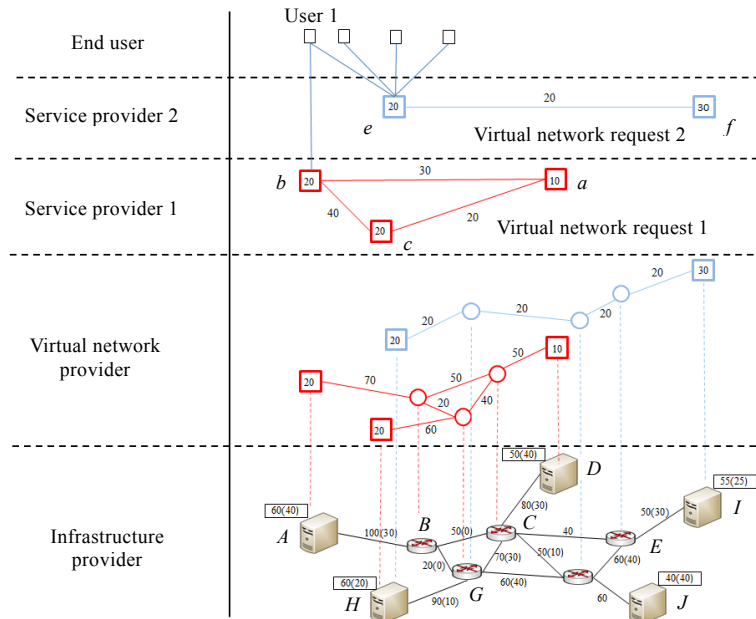 User 1
End user
Service provider 2
20
20
30
e
Virtual network request 2
f
Service provider 1
b
20
30
10
a
40
20
20
c
Virtual network request 1
Virtual network
provider
30
20
20
20
20
20
50
10
20
70
50
20
40
20
60
Infrastructure
provider
50(40)
D
55(25)
I
60(40)
A
80(30)
50(30)
100(30)
B
50(0)
C
40
E
20(0)
70(30)
50(10)
60(40)
60(20)
H
90(10)
G
60(40)
60
40(40)
J